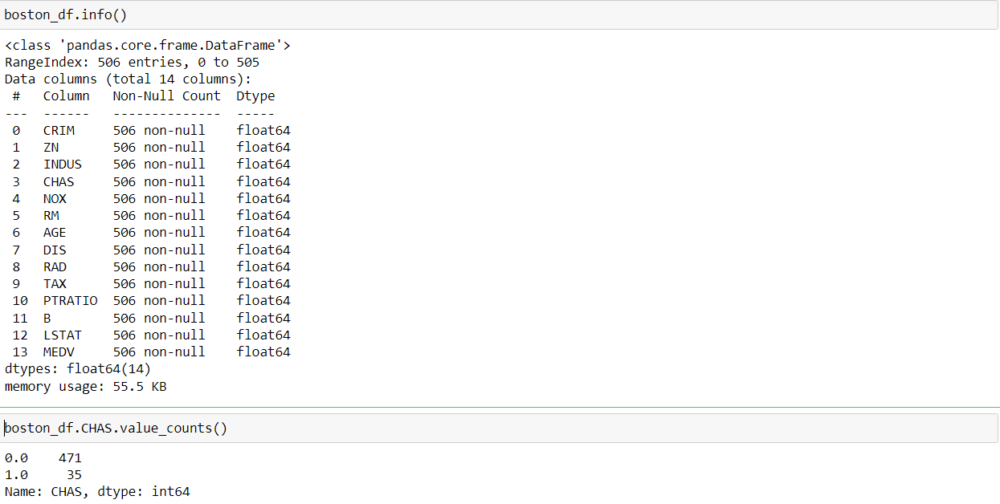 boston_df.info()
<class 'pandas.core.frame.DataFrame'>
RangeIndex: 506 entries, 0 to 505
Data columns (total 14 columns):
 #   Column   Non-Null Count  Dtype
---  ------   --------------  -----
 0   CRIM     506 non-null    float64
 1   ZN       506 non-null    float64
 2   INDUS    506 non-null    float64
 3   CHAS     506 non-null    float64
 4   NOX      506 non-null    float64
 5   RM       506 non-null    float64
 6   AGE      506 non-null    float64
 7   DIS      506 non-null    float64
 8   RAD      506 non-null    float64
 9   TAX      506 non-null    float64
 10  PTRATIO  506 non-null    float64
 11  B        506 non-null    float64
 12  LSTAT    506 non-null    float64
 13  MEDV     506 non-null    float64
dtypes: float64(14)
memory usage: 55.5 KB
boston_df.CHAS.value_counts()
0.0    471
1.0     35
Name: CHAS, dtype: int64